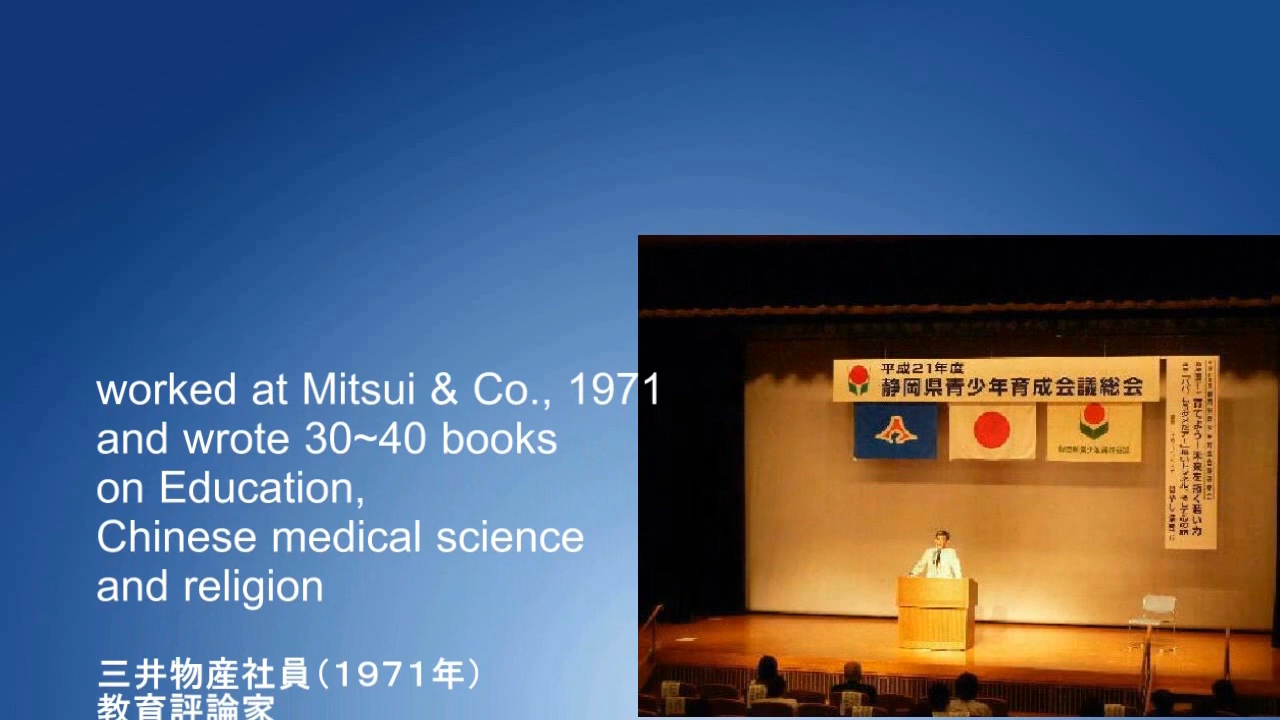 worked at Mitsui & Co., 1971
and wrote 30~40 books
on Education,
Chinese medical science
and religion
三井物産社員（１９７１年）
教育評論家
平成21年度
静岡県青少年育成会議総会